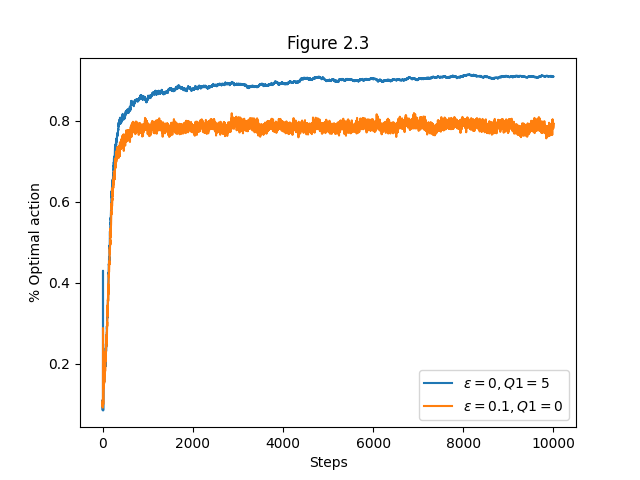 Figure 2.3
% Optimal action
0.8
0.6
0.4
0.2
0 2000 4000 6000 8000 10000
Steps
ε = 0, Q1 = 5
ε = 0.1, Q1 = 0